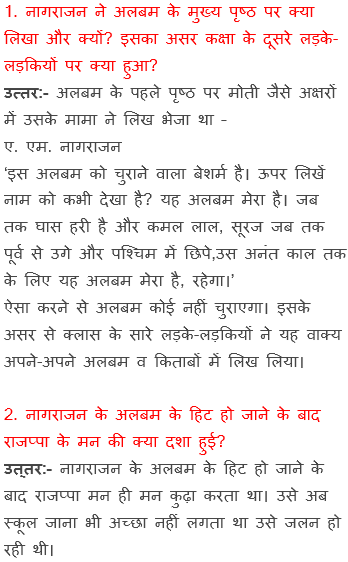 1. नागराजन ने अलबम के मुख्य पृष्ठ पर क्या
लिखा और क्यों? इसका असर कक्षा के दूसरे लड़के-
लड़कियों पर क्या हुआ?
उत्तर:- अलबम के पहले पृष्ठ पर मोती जैसे अक्षरों
में उसके मामा ने लिख भेजा था -
ए. एम. नागराजन
'इस अलबम को चुराने वाला बेशर्म है। ऊपर लिखें
नाम को कभी देखा है? यह अलबम मेरा है। जब
तक घास हरी है और कमल लाल, सूरज जब तक
पूर्व से उगे और पश्चिम में छिपे,उस अनंत काल तक
के लिए यह अलबम मेरा है, रहेगा।'
ऐसा करने से अलबम कोई नहीं चुराएगा। इसके
असर से क्लास के सारे लड़के-लड़कियों ने यह वाक्य
अपने-अपने अलबम व किताबों में लिख लिया।
2. नागराजन के अलबम के हिट हो जाने के बाद
राजप्पा के मन की क्या दशा हुई?
उत्तर:- नागराजन के अलबम के हिट हो जाने के
बाद राजप्पा मन ही मन कुढ़ा करता था। उसे अब
स्कूल जाना भी अच्छा नहीं लगता था उसे जलन हो
रही थी।